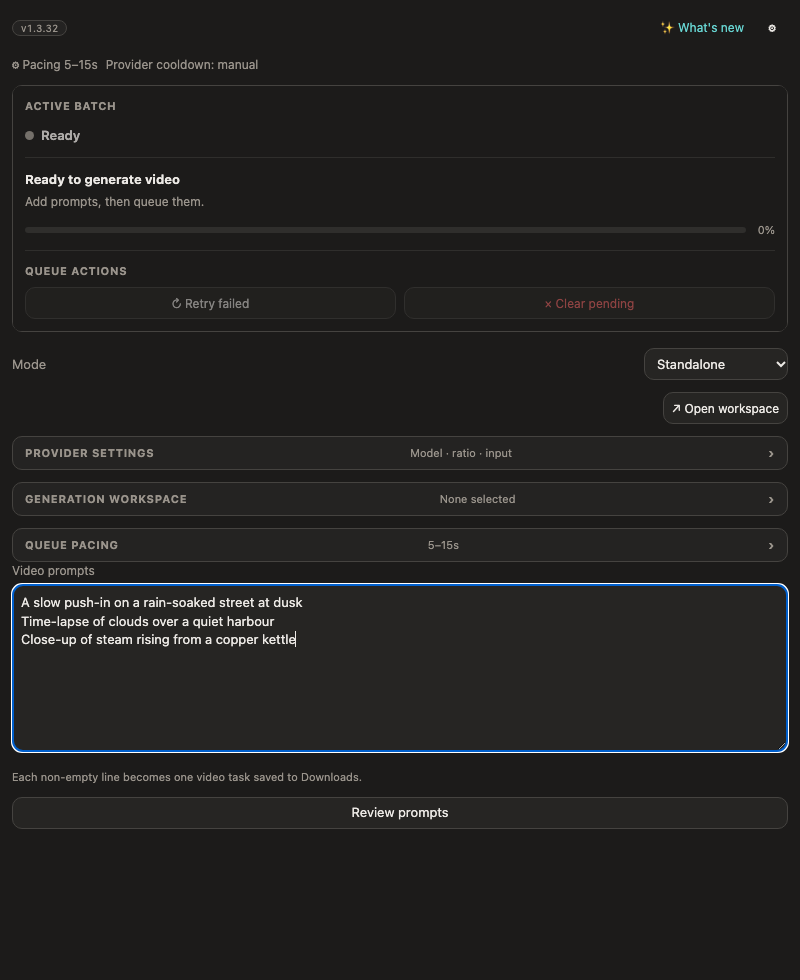 v1.3.32
✨ What's new
⚙ Pacing 5–15s Provider cooldown: manual
ACTIVE BATCH
Ready
Ready to generate video
Add prompts, then queue them.
0%
QUEUE ACTIONS
↻ Retry failed
× Clear pending
Mode
Standalone
↗ Open workspace
PROVIDER SETTINGS Model · ratio · input ›
GENERATION WORKSPACE None selected ›
QUEUE PACING 5–15s ›
Video prompts
A slow push-in on a rain-soaked street at dusk
Time-lapse of clouds over a quiet harbour
Close-up of steam rising from a copper kettle
Each non-empty line becomes one video task saved to Downloads.
Review prompts